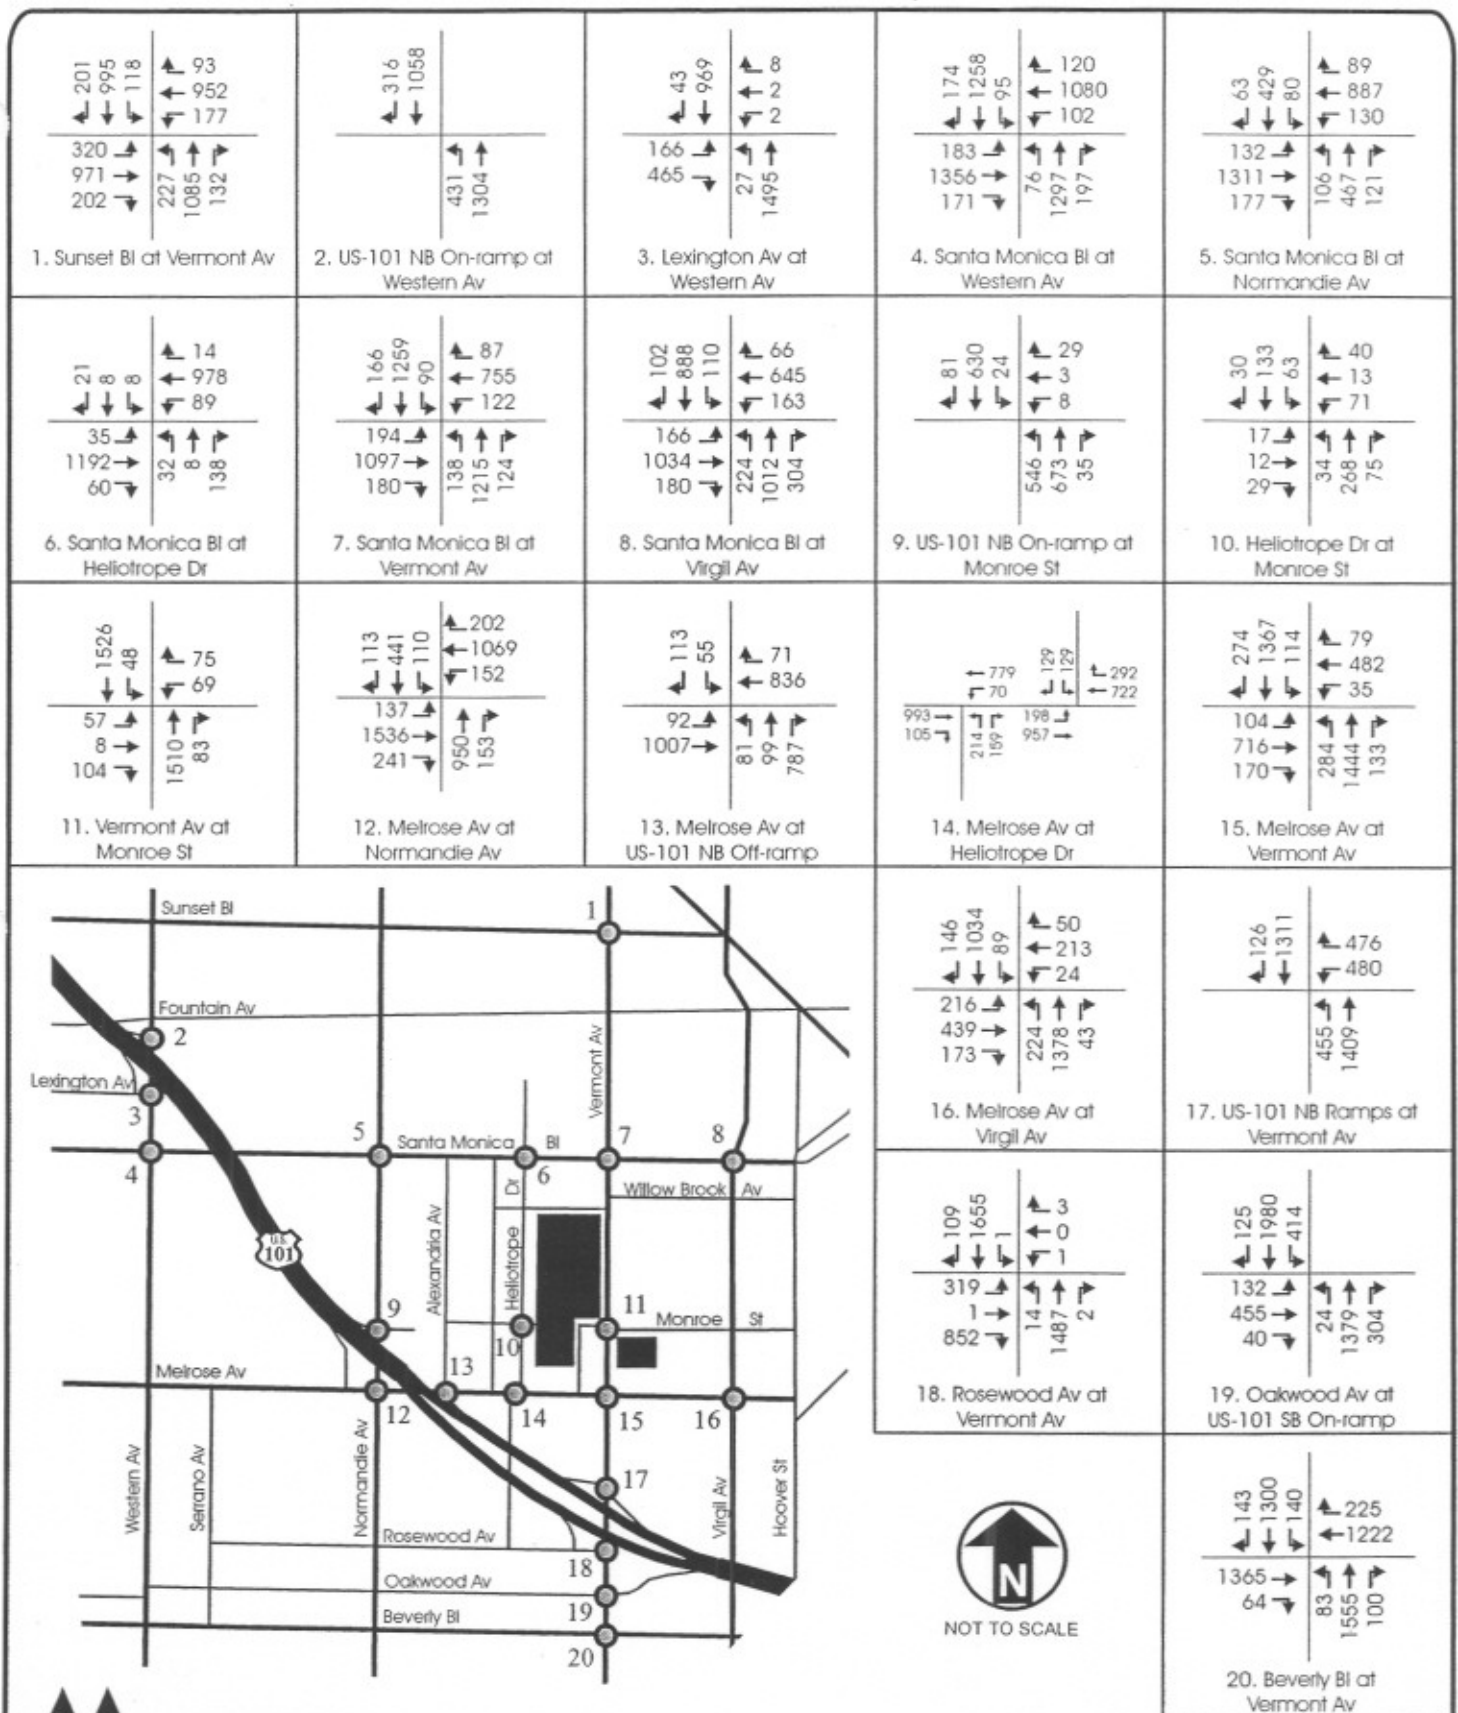 201 995 118
93
952
177
320
971
202
227 1085 132
1. Sunset Bl at Vermont Av
316 1058
431 1304
2. US-101 NB On-ramp at
Western Av
43 969
8
2
2
166
465
27 1495
3. Lexington Av at
Western Av
174 1258 95
120
1080
102
183
1356
171
76 1297 197
4. Santa Monica Bl at
Western Av
63 429 80
89
887
130
132
1311
177
106 467 121
5. Santa Monica Bl at
Normandie Av
21 8 8
14
978
89
35
1192
60
32 8 138
6. Santa Monica Bl at
Heliotrope Dr
166 1259 90
87
755
122
194
1097
180
138 1215 124
7. Santa Monica Bl at
Vermont Av
102 888 110
66
645
163
166
1034
180
224 1012 304
8. Santa Monica Bl at
Virgil Av
81 630 24
29
3
8
546 673 35
9. US-101 NB On-ramp at
Monroe St
30 133 63
40
13
71
17
12
29
34 268 75
10. Heliotrope Dr at
Monroe St
1526 48
75
69
57
8
104
1510 83
11. Vermont Av at
Monroe St
113 441 110
202
1069
152
137
1536
241
950 153
12. Melrose Av at
Normandie Av
113 55
71
836
92
1007
81 99 787
13. Melrose Av at
US-101 NB Off-ramp
779
70
129 129
292
722
993
105
214 159
198
957
14. Melrose Av at
Heliotrope Dr
274 1367 114
79
482
35
104
716
170
284 1444 133
15. Melrose Av at
Vermont Av
146 1034 89
50
213
24
216
439
173
224 1378 43
16. Melrose Av at
Virgil Av
126 1311
476
480
455 1409
17. US-101 NB Ramps at
Vermont Av
109 1655 1
3
0
1
319
1
852
14 1487 2
18. Rosewood Av at
Vermont Av
125 1980 414
132
455
40
24 1379 304
19. Oakwood Av at
US-101 SB On-ramp
143 1300 140
225
1222
1365
64
83 1555 100
20. Beverly Bl at
Vermont Av
Sunset Bl
1
Fountain Av
2
Vermont Av
Lexington Av
3
4
5
Santa Monica Bl
6
7
8
Willow Brook Av
Alexandria Av
Heliotrope Dr
U.S.
101
9
10
11
Monroe St
Melrose Av
12
13
14
15
16
Western Av
Serrano Av
Normandie Av
17
Virgil Av
Hoover St
Rosewood Av
18
Oakwood Av
19
Beverly Bl
20
N
NOT TO SCALE